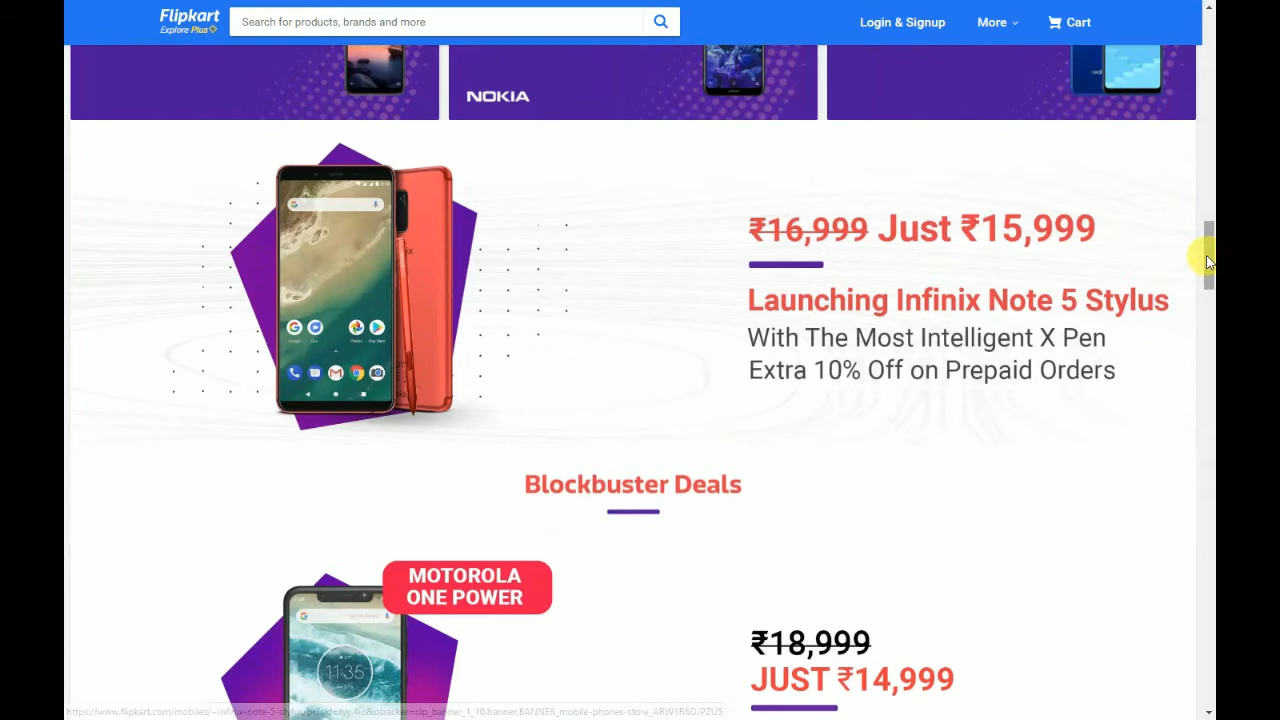 Flipkart
Explore Plus
Search for products, brands and more
Login & Signup
More
Cart
NOKIA
₹16,999 Just ₹15,999
Launching Infinix Note 5 Stylus
With The Most Intelligent X Pen
Extra 10% Off on Prepaid Orders
Blockbuster Deals
MOTOROLA
ONE POWER
11:35
₹18,999
JUST ₹14,999